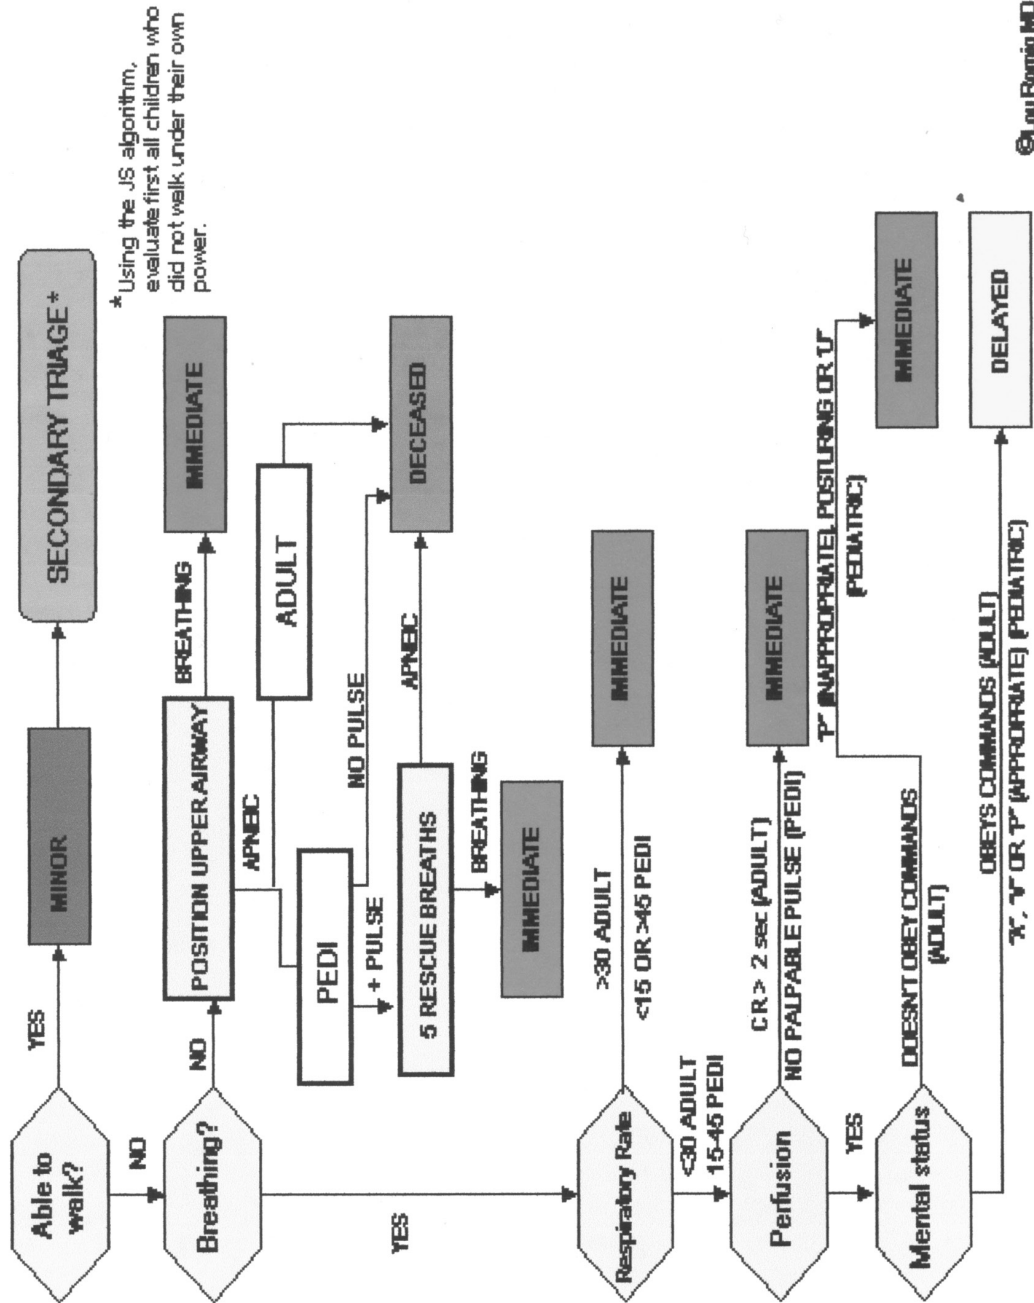 Able to
walk?
YES
MINOR
SECONDARY TRIAGE*
*Using the JS algorithm,
evaluate first all children who
did not walk under their own
power.
NO
Breathing?
NO
POSITION UPPER AIRWAY
BREATHING
IMMEDIATE
APNEIC
ADULT
PEDI
NO PULSE
DECEASED
+ PULSE
5 RESCUE BREATHS
APNEIC
BREATHING
IMMEDIATE
YES
Respiratory Rate
>30 ADULT
<15 OR >45 PEDI
IMMEDIATE
<30 ADULT
15-45 PEDI
Perfusion
CR > 2 sec (ADULT)
NO PALPABLE PULSE (PEDI)
IMMEDIATE
YES
Mental status
DOESN'T OBEY COMMANDS
(ADULT)
"P" (INAPPROPRIATE), POSTURING OR "U"
(PEDIATRIC)
IMMEDIATE
OBEYS COMMANDS (ADULT)
"A", "V" OR "P" (APPROPRIATE) (PEDIATRIC)
DELAYED
©Lou Romig MD